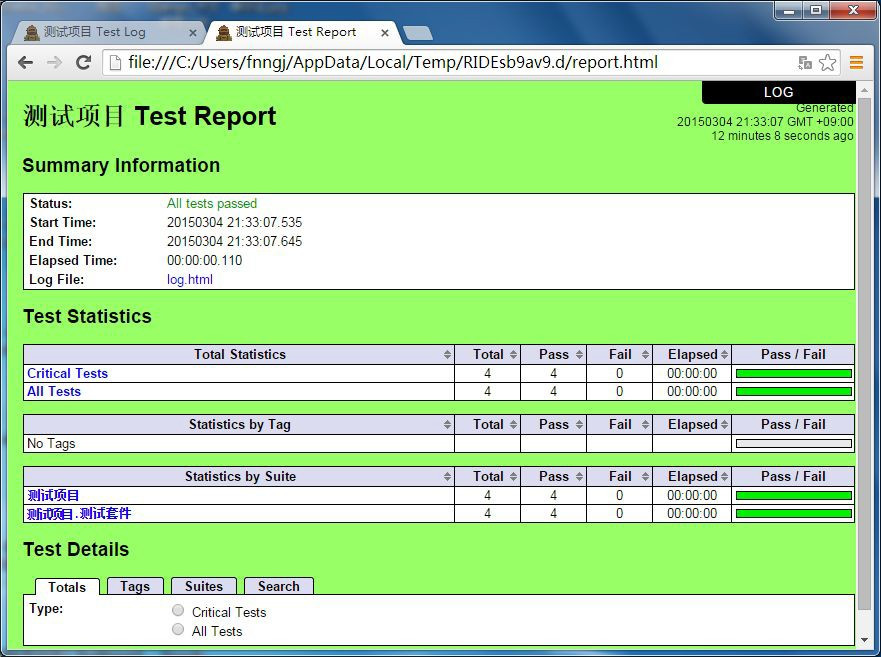 测试项目 Test Log
测试项目 Test Report
file:///C:/Users/fnngj/AppData/Local/Temp/RIDEsb9av9.d/report.html
LOG
测试项目 Test Report
Generated
20150304 21:33:07 GMT +09:00
12 minutes 8 seconds ago
Summary Information
Status: All tests passed
Start Time: 20150304 21:33:07.535
End Time: 20150304 21:33:07.645
Elapsed Time: 00:00:00.110
Log File: log.html
Test Statistics
Total Statistics Total Pass Fail Elapsed Pass / Fail
Critical Tests 4 4 0 00:00:00
All Tests 4 4 0 00:00:00
Statistics by Tag Total Pass Fail Elapsed Pass / Fail
No Tags
Statistics by Suite Total Pass Fail Elapsed Pass / Fail
测试项目 4 4 0 00:00:00
测试项目.测试套件 4 4 0 00:00:00
Test Details
Totals Tags Suites Search
Type: Critical Tests
All Tests